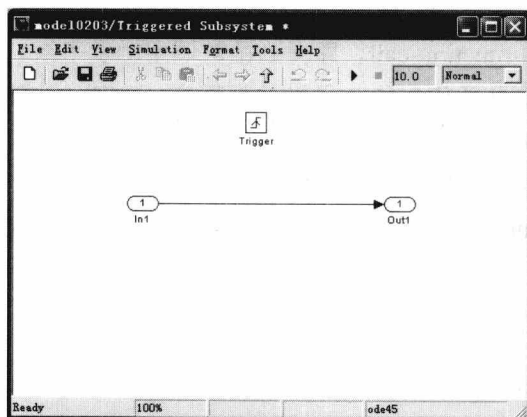 model0203/Triggered Subsystem *
File Edit View Simulation Format Tools Help
10.0 Normal
Trigger
1 1
In1 Out1
Ready 100% ode45